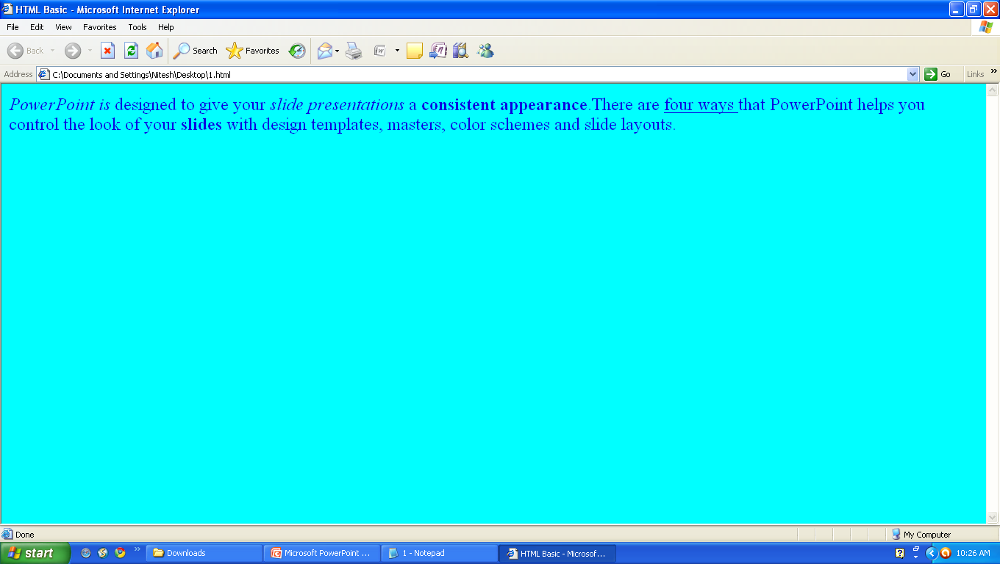 HTML Basic - Microsoft Internet Explorer
File Edit View Favorites Tools Help
Back Search Favorites
Address C:\Documents and Settings\Nitesh\Desktop\1.html Go Links »
PowerPoint is designed to give your slide presentations a consistent appearance.There are four ways that PowerPoint helps you
control the look of your slides with design templates, masters, color schemes and slide layouts.
Done My Computer
start » Downloads Microsoft PowerPoint ... 1 - Notepad HTML Basic - Microsof... 10:26 AM